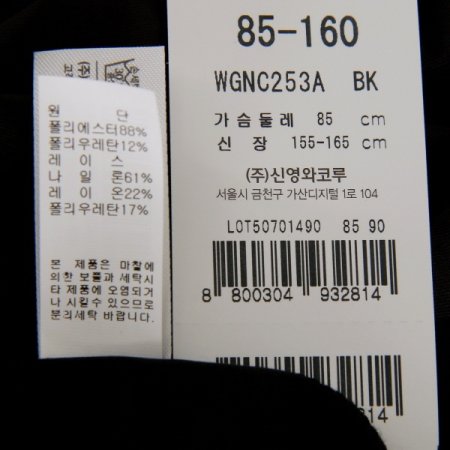 원 단
폴리에스터88%
폴리우레탄12%
레 이 스
나 일 론61%
레 이 온22%
폴리우레탄17%
본 제품은 마찰에
의한 보풀과 세탁시
타 제품에 오염되거
나 시킬수 있으므로
분리세탁 바랍니다.
85-160
WGNC253A BK
가슴둘레 85 cm
신 장 155-165 cm
(주)신영와코루
서울시 금천구 가산디지털 1로 104
LOT50701490 85 90
8 800304 932814